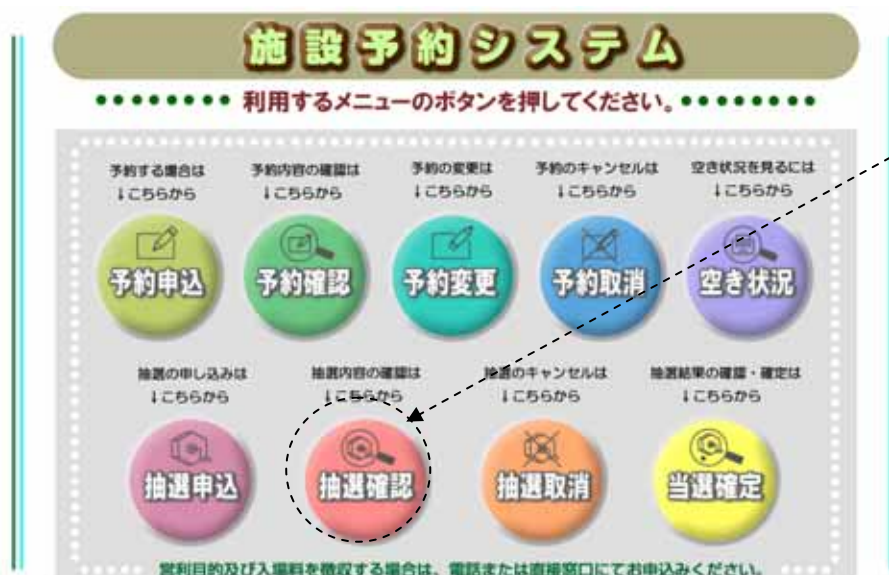 施設予約システム
利用するメニューのボタンを押してください。
予約する場合は
↓こちらから
予約内容の確認は
↓こちらから
予約の変更は
↓こちらから
予約のキャンセルは
↓こちらから
空き状況を見るには
↓こちらから
予約申込
予約確認
予約変更
予約取消
空き状況
抽選の申し込みは
↓こちらから
抽選内容の確認は
↓こちらから
抽選のキャンセルは
↓こちらから
抽選結果の確認・確定は
↓こちらから
抽選申込
抽選確認
抽選取消
当選確定
営利目的及び入場料を徴収する場合は、電話または直接窓口にてお申込みください。